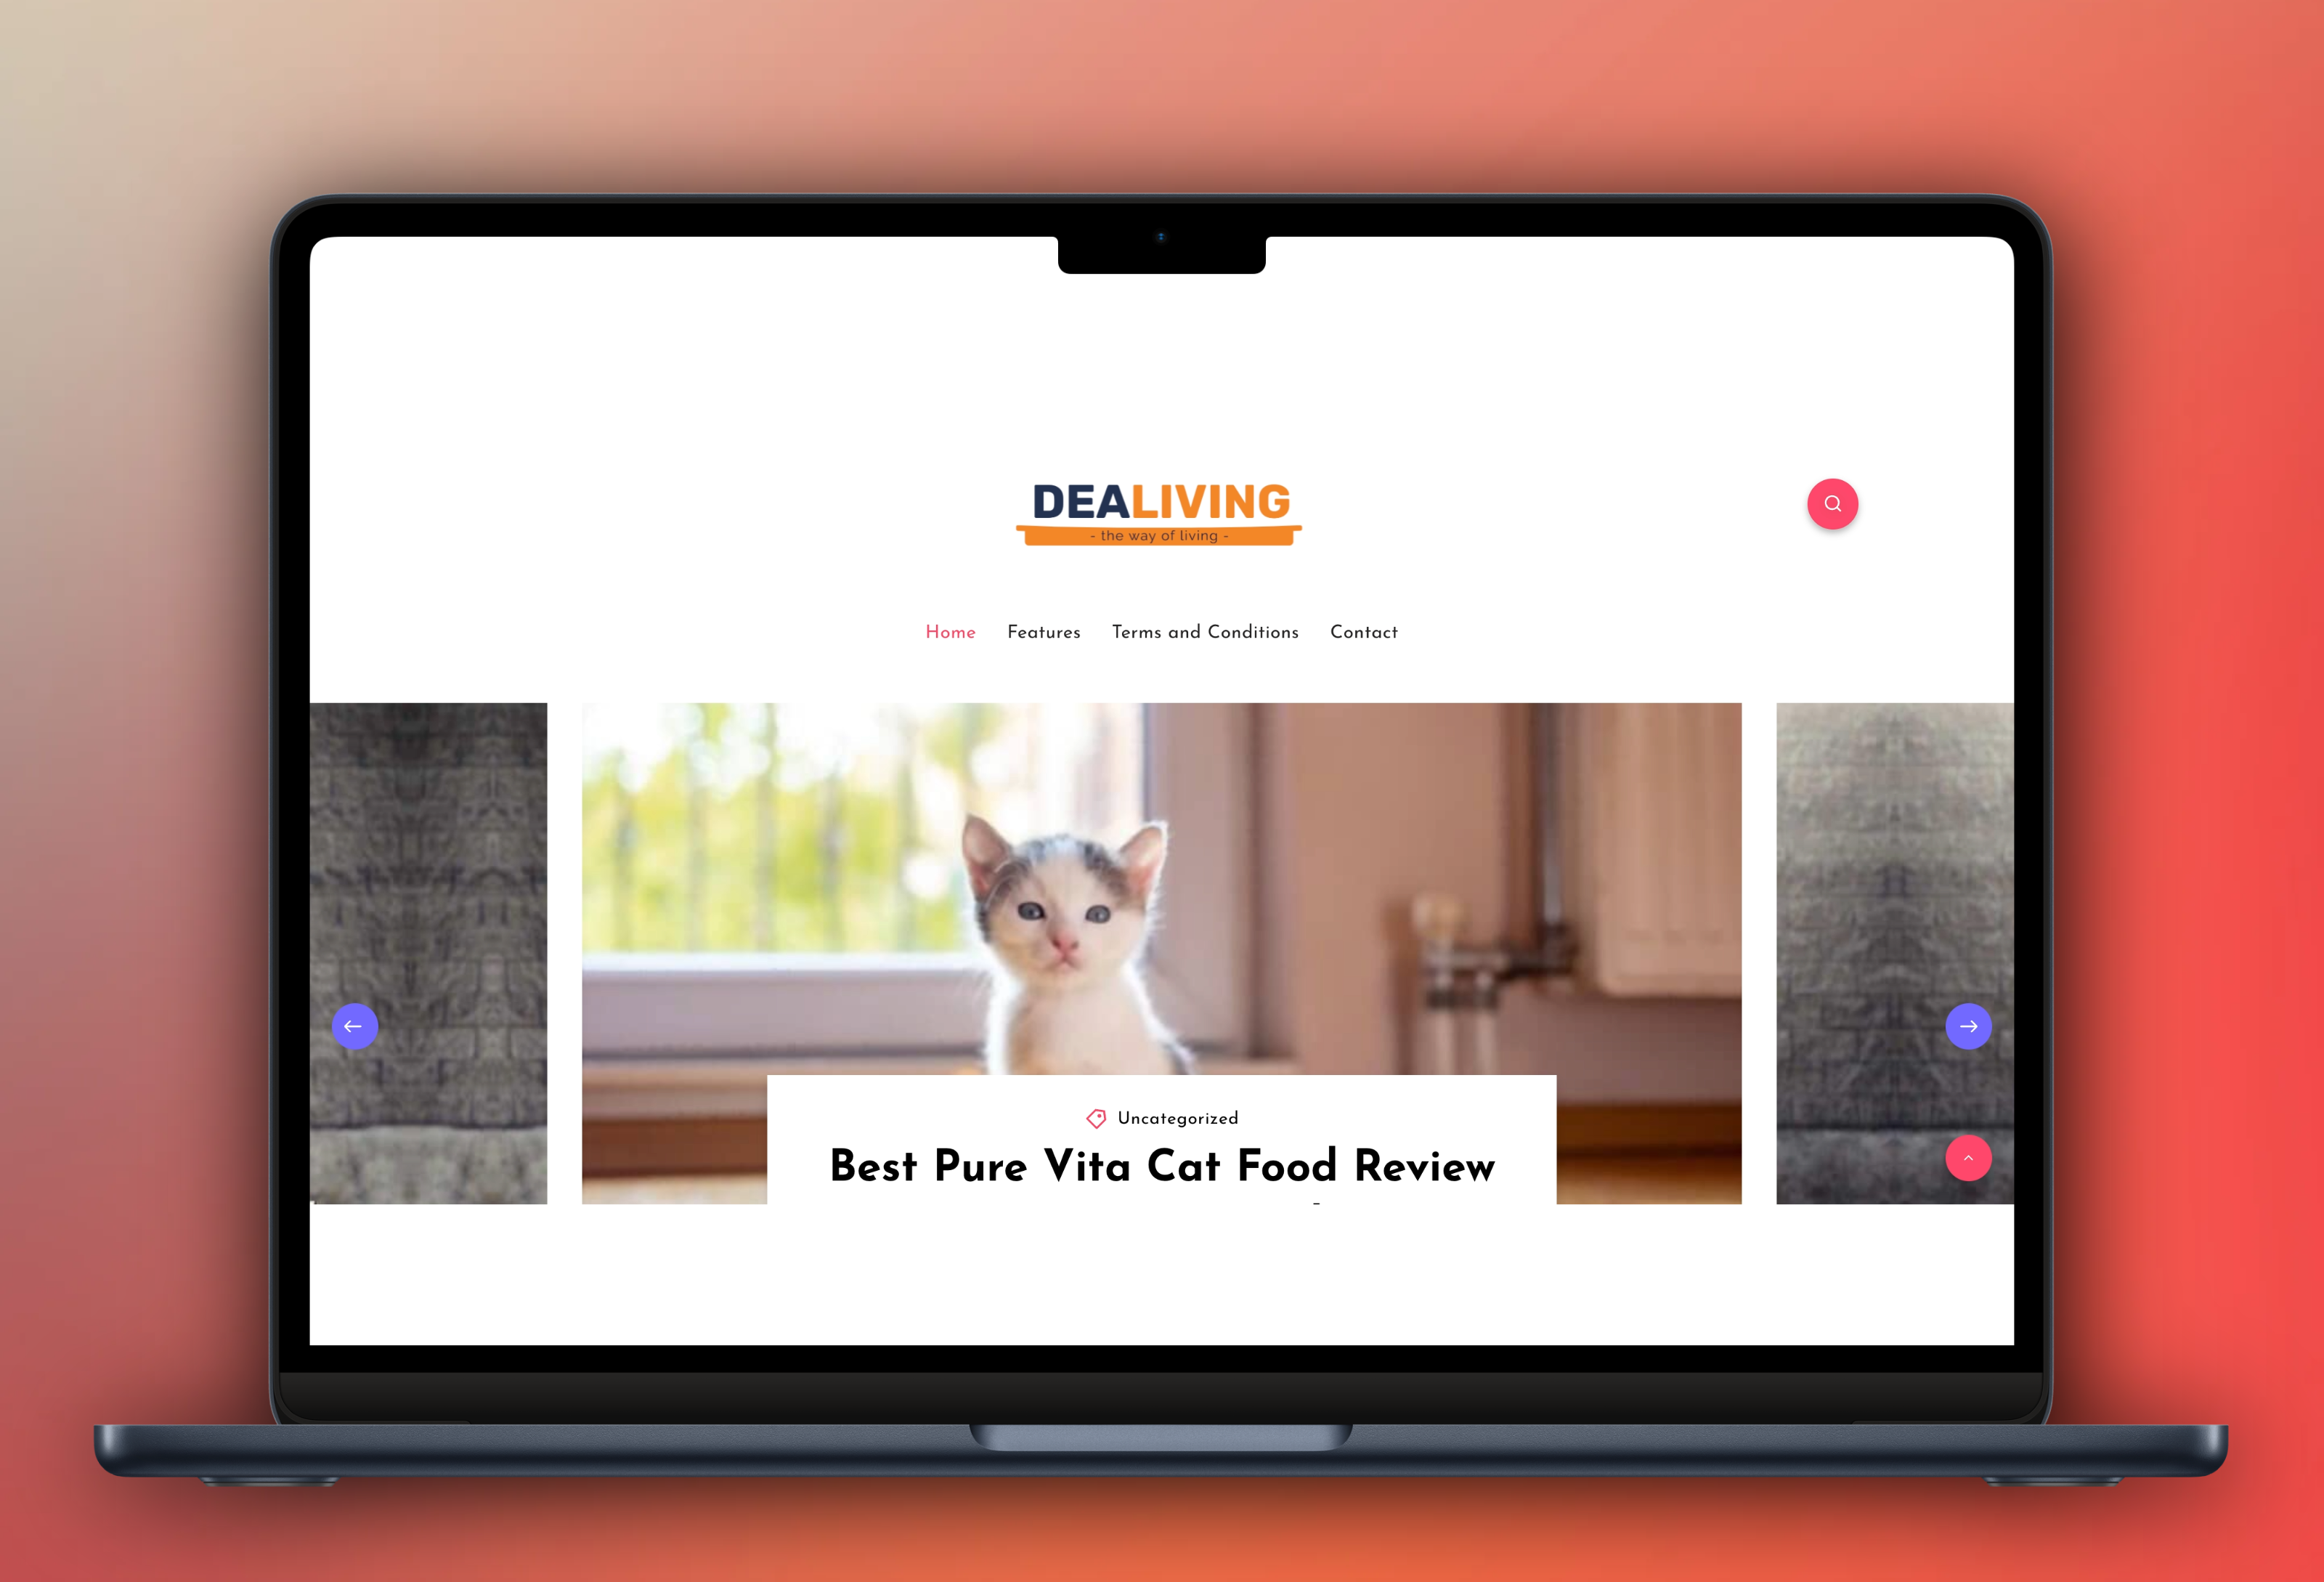 DEALIVING
- the way of living -
Home Features Terms and Conditions Contact
Uncategorized
Best Pure Vita Cat Food Review